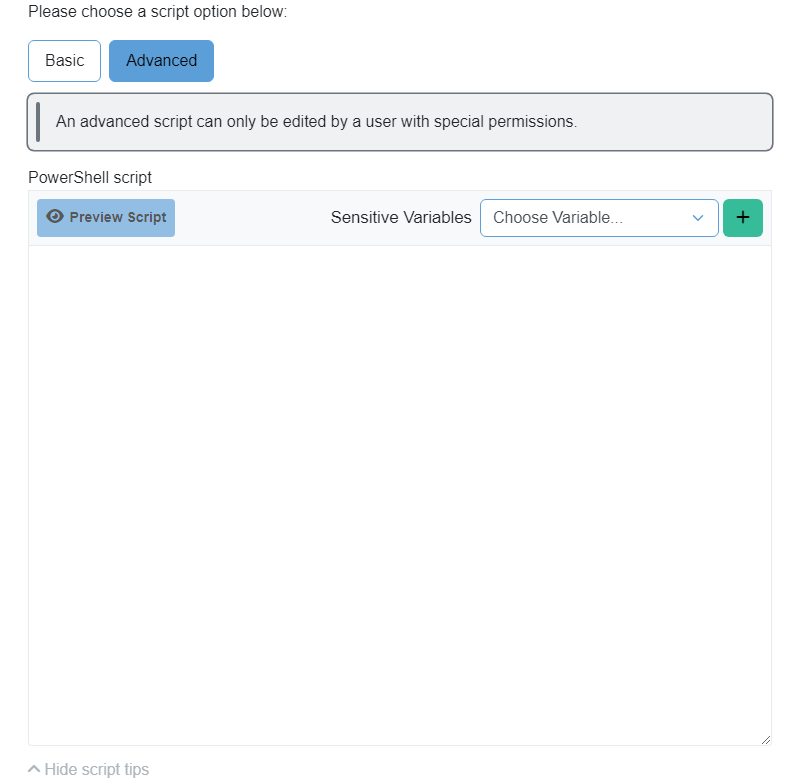 Please choose a script option below:
Basic Advanced
An advanced script can only be edited by a user with special permissions.
PowerShell script
Preview Script Sensitive Variables Choose Variable... +
Hide script tips